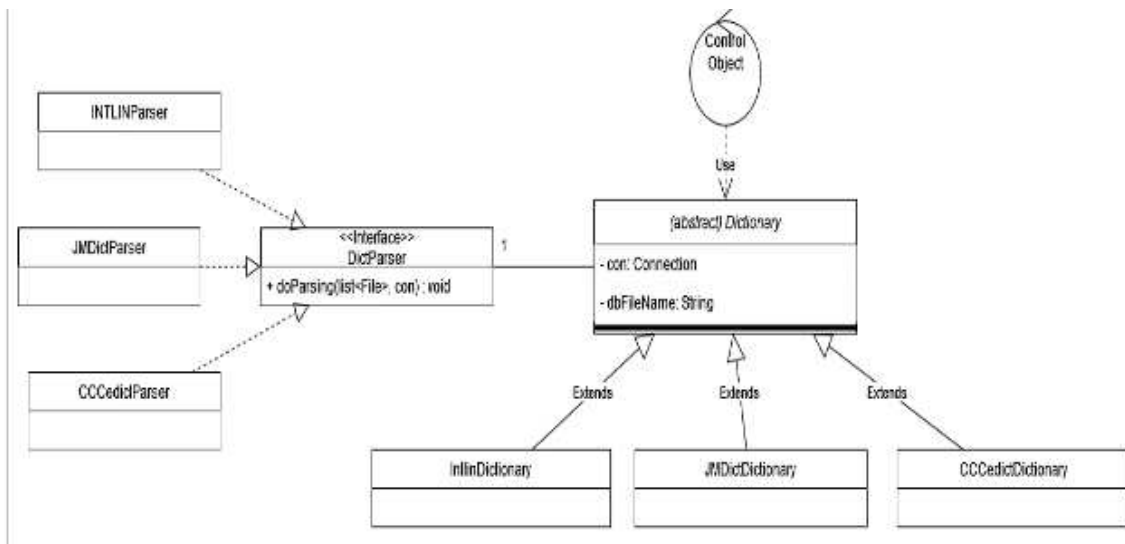 Control
Object
INTLINParser
Use
JMDictParser
<<Interface>>
DictParser
+ doParsing(list<File>, con) : void
1
(abstract) Dictionary
- con: Connection
- dbFileName: String
CCCedictParser
Extends
Extends
Extends
IntlinDictionary
JMDictDictionary
CCCedictDictionary